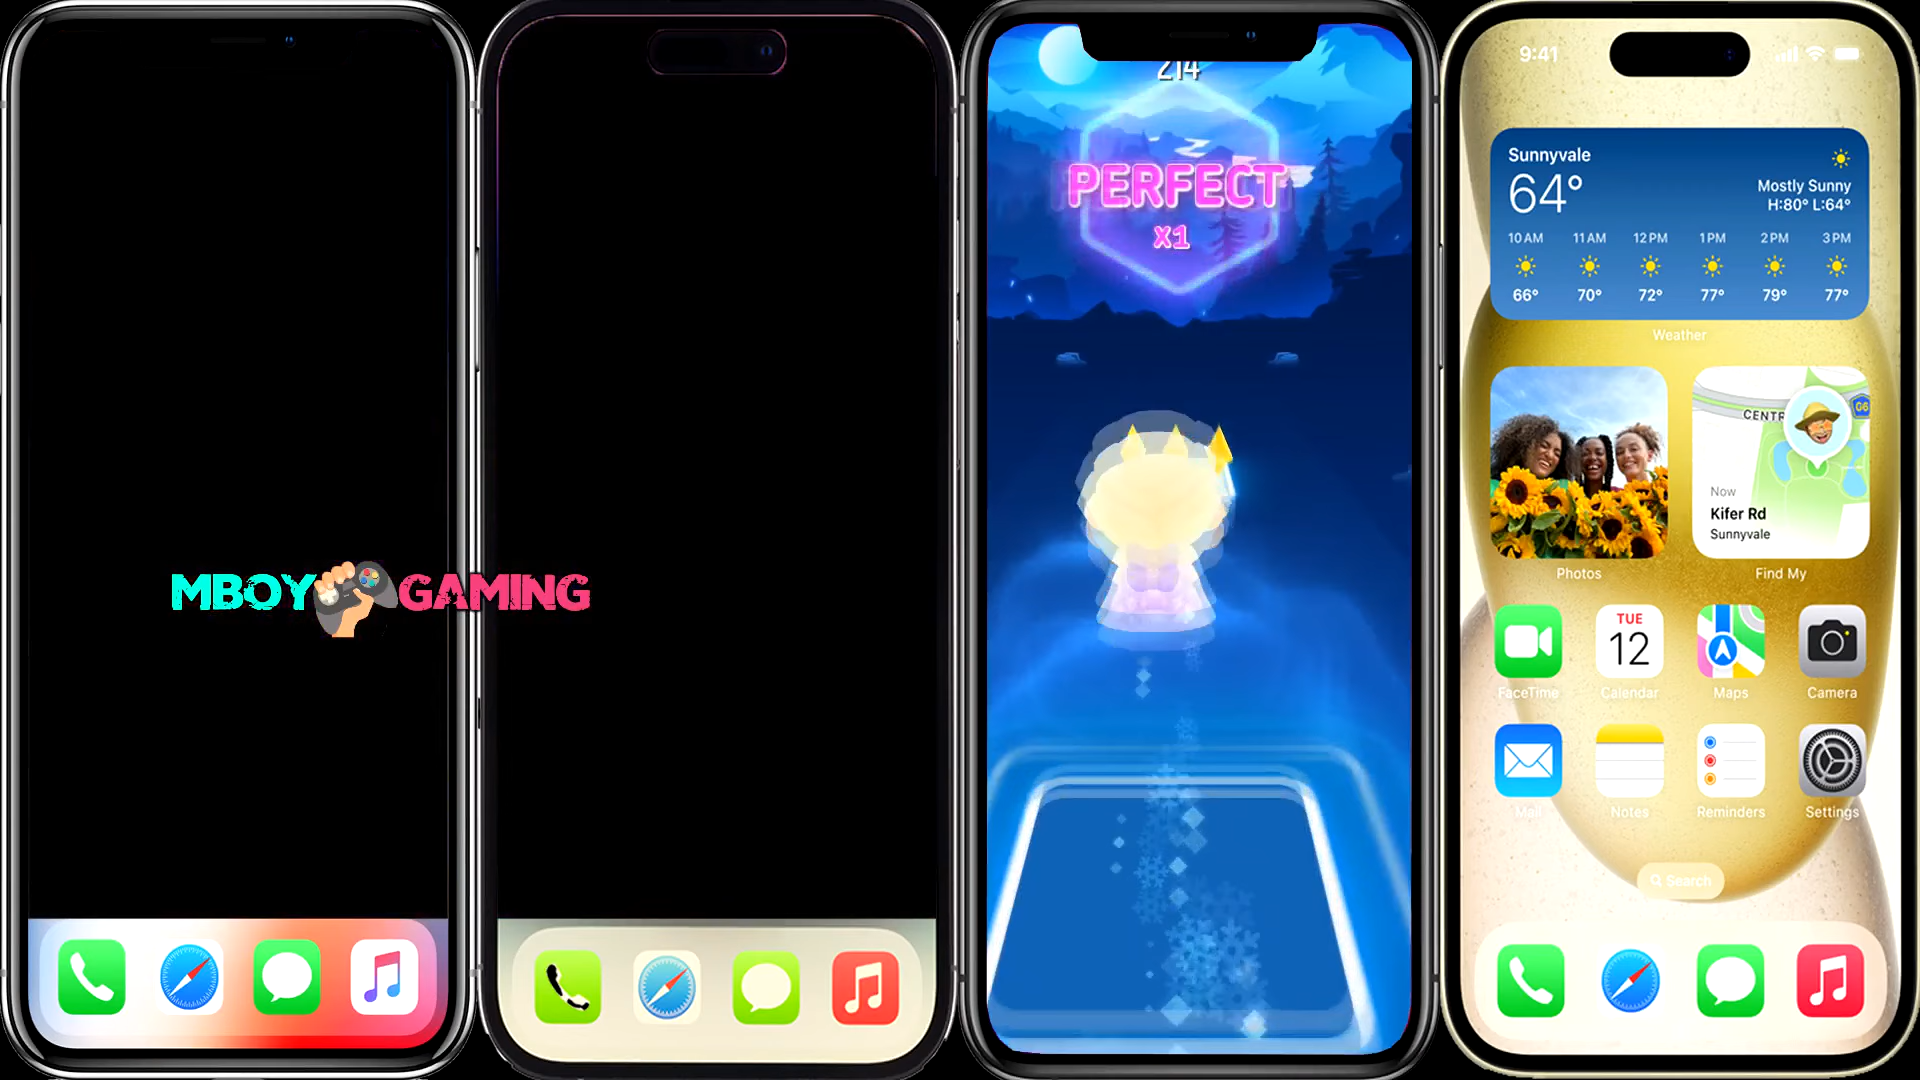 MBOY GAMING
214
PERFECT
x1
9:41
Sunnyvale
64°
Mostly Sunny
H:80° L:64°
10 AM 11 AM 12 PM 1 PM 2 PM 3 PM
66° 70° 72° 77° 79° 77°
Weather
CENTR
G6
Now
Kifer Rd
Sunnyvale
Photos
Find My
TUE
12
FaceTime Calendar Maps Camera
Mail Notes Reminders Settings
Search